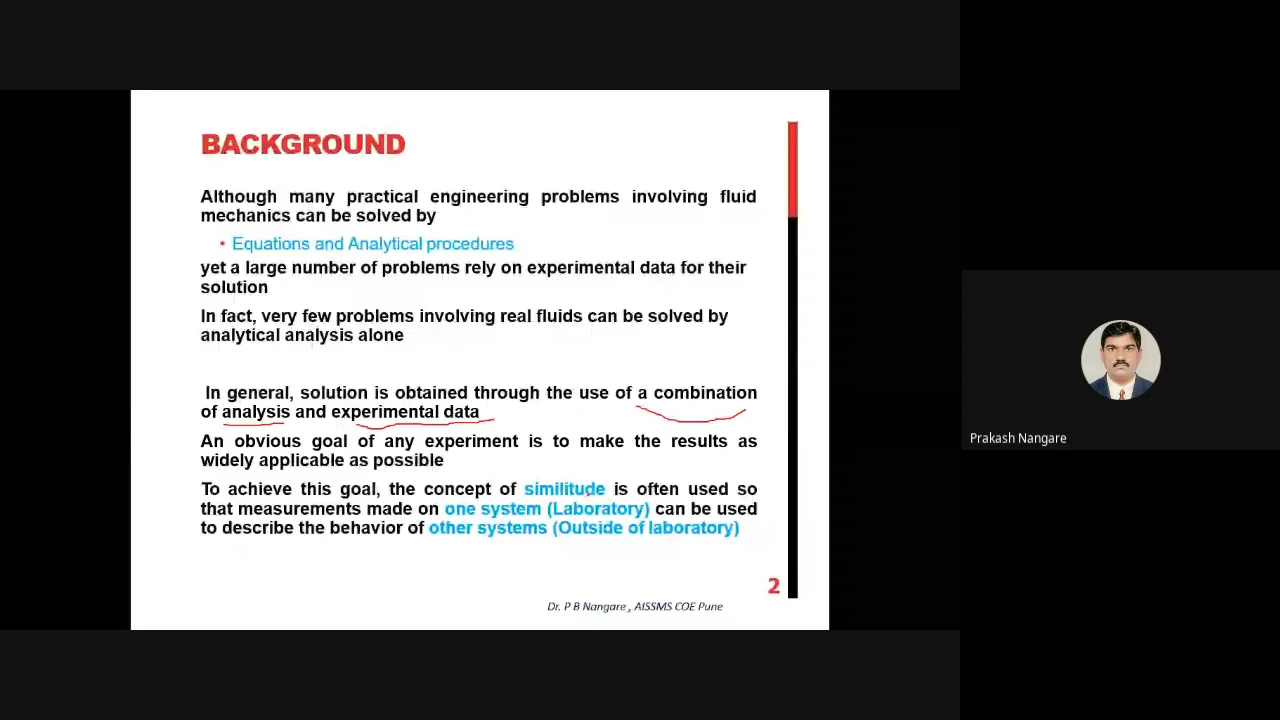 BACKGROUND
Although many practical engineering problems involving fluid
mechanics can be solved by
• Equations and Analytical procedures
yet a large number of problems rely on experimental data for their
solution
In fact, very few problems involving real fluids can be solved by
analytical analysis alone
In general, solution is obtained through the use of a combination
of analysis and experimental data
An obvious goal of any experiment is to make the results as
widely applicable as possible
To achieve this goal, the concept of similitude is often used so
that measurements made on one system (Laboratory) can be used
to describe the behavior of other systems (Outside of laboratory)
2
Dr. P B Nangare , AISSMS COE Pune
Prakash Nangare